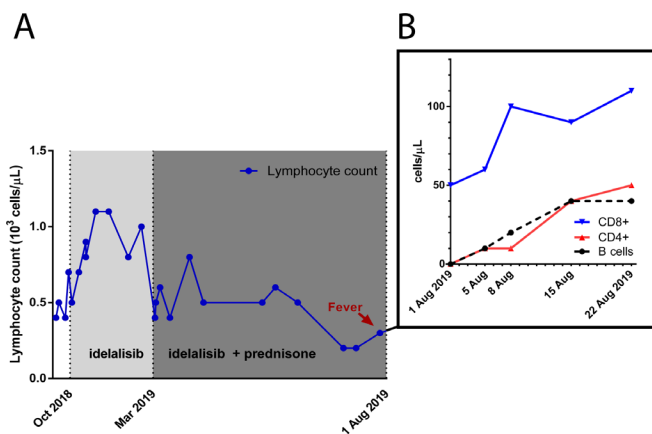 A
Lymphocyte count (10³ cells/μL)
1.5
1.0
0.5
0.0
Lymphocyte count
Fever
idelalisib
idelalisib + prednisone
Oct 2018
Mar 2019
1 Aug 2019
B
cells/μL
100
50
0
CD8+
CD4+
B cells
1 Aug 2019
5 Aug
8 Aug
15 Aug
22 Aug 2019